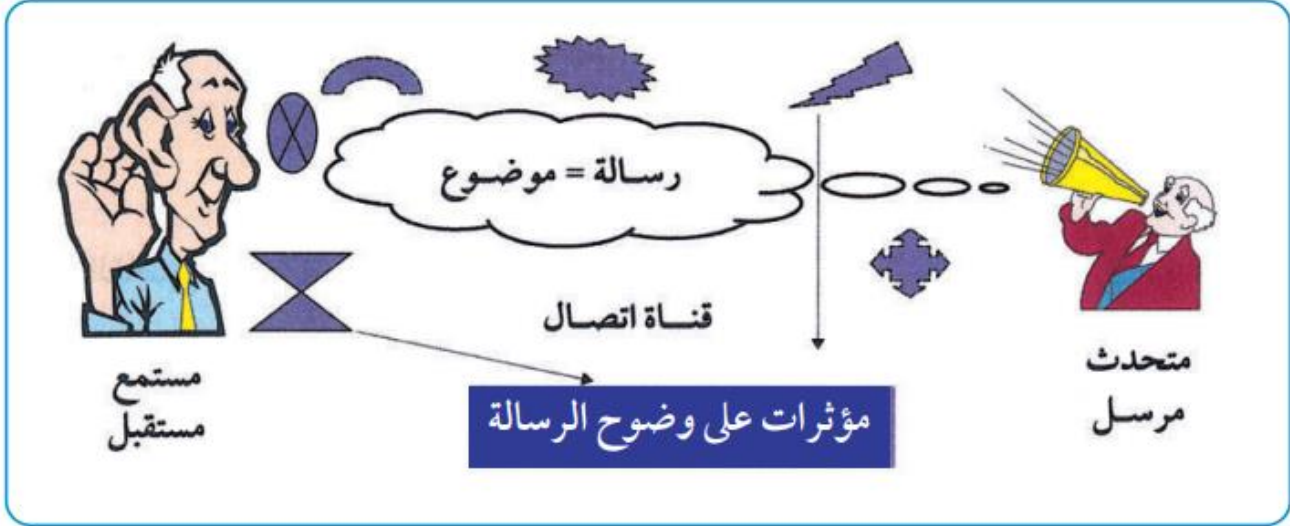 رسالة = موضوع
قناة اتصال
متحدث
مرسل
مستمع
مستقبل
مؤثرات على وضوح الرسالة